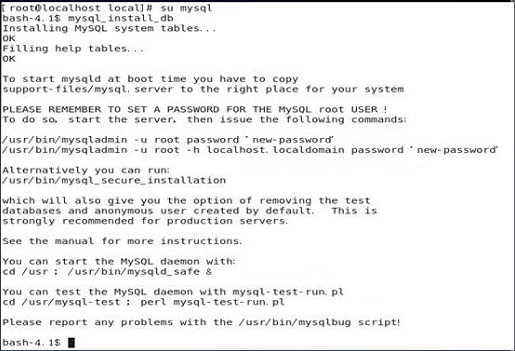 [root@localhost local]# su mysql
bash-4.1$ mysql_install_db
Installing MySQL system tables...
OK
Filling help tables...
OK
To start mysqld at boot time you have to copy
support-files/mysql.server to the right place for your system
PLEASE REMEMBER TO SET A PASSWORD FOR THE MySQL root USER !
To do so, start the server, then issue the following commands:
/usr/bin/mysqladmin -u root password 'new-password'
/usr/bin/mysqladmin -u root -h localhost.localdomain password 'new-password'
Alternatively you can run:
/usr/bin/mysql_secure_installation
which will also give you the option of removing the test
databases and anonymous user created by default.  This is
strongly recommended for production servers.
See the manual for more instructions.
You can start the MySQL daemon with:
cd /usr ; /usr/bin/mysqld_safe &
You can test the MySQL daemon with mysql-test-run.pl
cd /usr/mysql-test ; perl mysql-test-run.pl
Please report any problems with the /usr/bin/mysqlbug script!
bash-4.1$